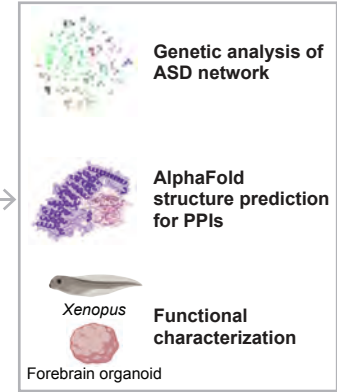 Genetic analysis of
ASD network
AlphaFold
structure prediction
for PPIs
Xenopus
Functional
characterization
Forebrain organoid